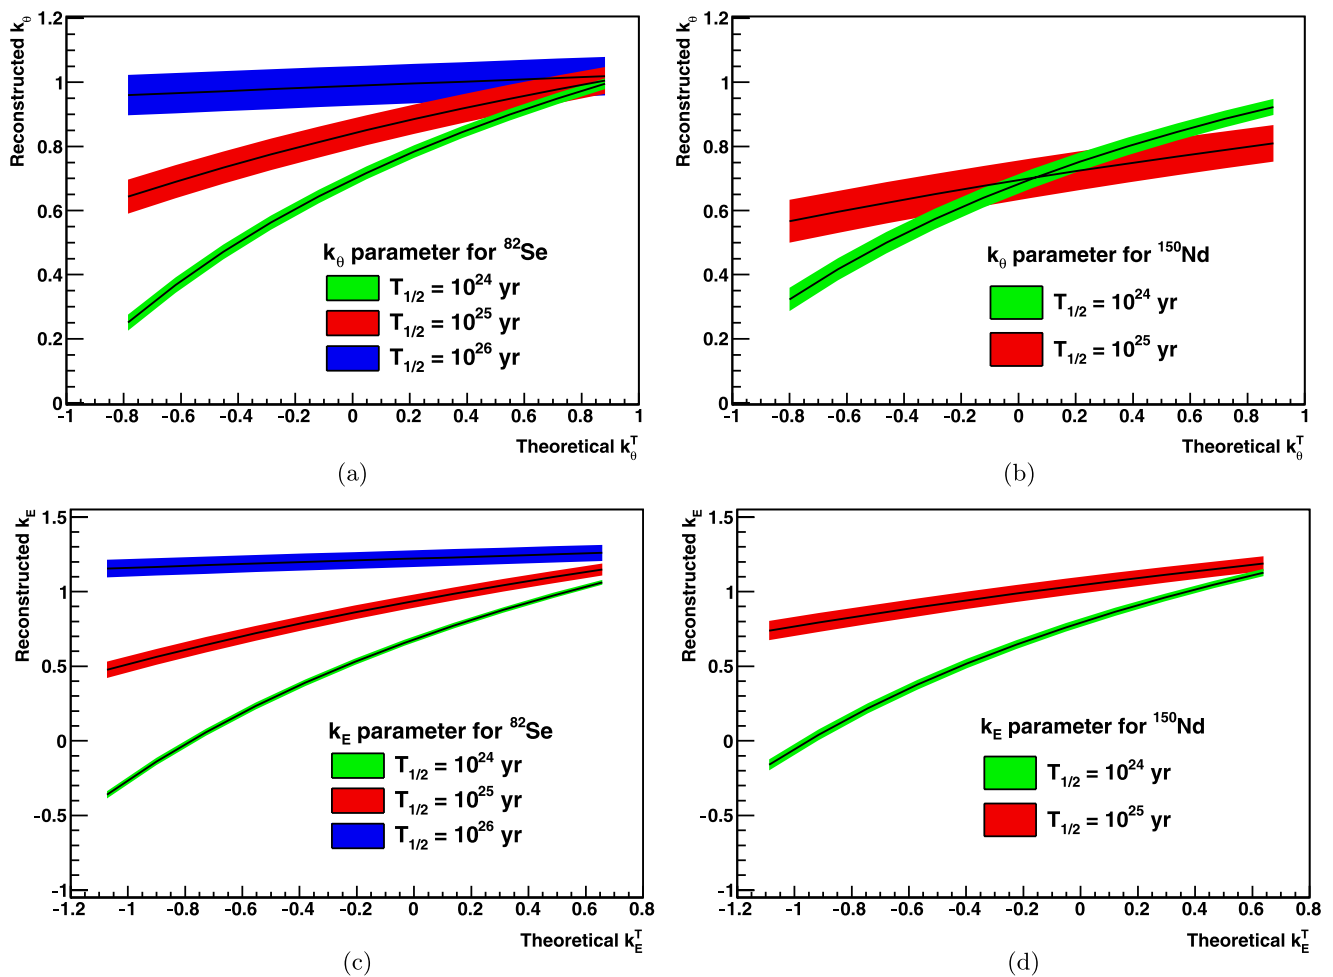 Reconstructed k_θ
1.2
1
0.8
0.6
0.4
0.2
0
k_θ parameter for ⁸²Se
T_1/2 = 10²⁴ yr
T_1/2 = 10²⁵ yr
T_1/2 = 10²⁶ yr
-1 -0.8 -0.6 -0.4 -0.2 0 0.2 0.4 0.6 0.8 1
Theoretical k_θ^T
(a)
Reconstructed k_θ
1.2
1
0.8
0.6
0.4
0.2
0
k_θ parameter for ¹⁵⁰Nd
T_1/2 = 10²⁴ yr
T_1/2 = 10²⁵ yr
-1 -0.8 -0.6 -0.4 -0.2 0 0.2 0.4 0.6 0.8 1
Theoretical k_θ^T
(b)
Reconstructed k_E
1.5
1
0.5
0
-0.5
-1
k_E parameter for ⁸²Se
T_1/2 = 10²⁴ yr
T_1/2 = 10²⁵ yr
T_1/2 = 10²⁶ yr
-1.2 -1 -0.8 -0.6 -0.4 -0.2 0 0.2 0.4 0.6 0.8
Theoretical k_E^T
(c)
Reconstructed k_E
1.5
1
0.5
0
-0.5
-1
k_E parameter for ¹⁵⁰Nd
T_1/2 = 10²⁴ yr
T_1/2 = 10²⁵ yr
-1.2 -1 -0.8 -0.6 -0.4 -0.2 0 0.2 0.4 0.6 0.8
Theoretical k_E^T
(d)